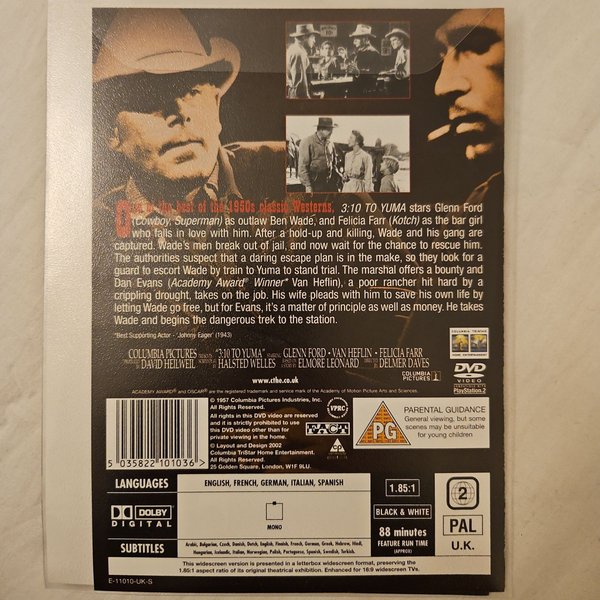 One of the best of the 1950s classic Westerns, 3:10 TO YUMA stars Glenn Ford
(Cowboy, Superman) as outlaw Ben Wade, and Felicia Farr (Kotch) as the bar girl
who falls in love with him. After a hold-up and killing, Wade and his gang are
captured. Wade's men break out of jail, and now wait for the chance to rescue him.
The authorities suspect that a daring escape plan is in the make, so they look for a
guard to escort Wade by train to Yuma to stand trial. The marshal offers a bounty and
Dan Evans (Academy Award® Winner* Van Heflin), a poor rancher hit hard by a
crippling drought, takes on the job. His wife pleads with him to save his own life by
letting Wade go free, but for Evans, it's a matter of principle as well as money. He takes
Wade and begins the dangerous trek to the station.
*Best Supporting Actor - 'Johnny Eager' (1943)
COLUMBIA PICTURES PRESENTS "3:10 TO YUMA" STARRING GLENN FORD · VAN HEFLIN · FELICIA FARR
DAVID HEILWEIL HALSTED WELLES ELMORE LEONARD DELMER DAVES
www.cthe.co.uk
COLUMBIA TRISTAR
HOME ENTERTAINMENT
DVD
VIDEO
PlayStation.2
COLUMBIA
PICTURES
ACADEMY AWARD® and OSCAR® are the registered trademark and service mark of the Academy of Motion Picture Arts and Sciences.
© 1957 Columbia Pictures Industries, Inc.
All Rights Reserved.
All rights in this DVD video are reserved
and it is strictly prohibited to use
this DVD video other than for
private viewing in the home.
© Layout and Design 2002
Columbia TriStar Home Entertainment.
All Rights Reserved.
25 Golden Square, London, W1F 9LU.
5 035822 101036 >
VPRC
FACT
PG
PARENTAL GUIDANCE
General viewing, but some
scenes may be unsuitable
for young children
LANGUAGES
ENGLISH, FRENCH, GERMAN, ITALIAN, SPANISH
DOLBY
DIGITAL
MONO
SUBTITLES
Arabic, Bulgarian, Czech, Danish, Dutch, English, Finnish, French, German, Greek, Hebrew, Hindi,
Hungarian, Icelandic, Italian, Norwegian, Polish, Portuguese, Spanish, Swedish, Turkish.
1.85:1
BLACK & WHITE
88 minutes
FEATURE RUN TIME
(APPROX)
2
PAL
U.K.
This widescreen version is presented in a letterbox widescreen format, preserving the
1.85:1 aspect ratio of its original theatrical exhibition. Enhanced for 16:9 widescreen TVs.
E-11010-UK-S